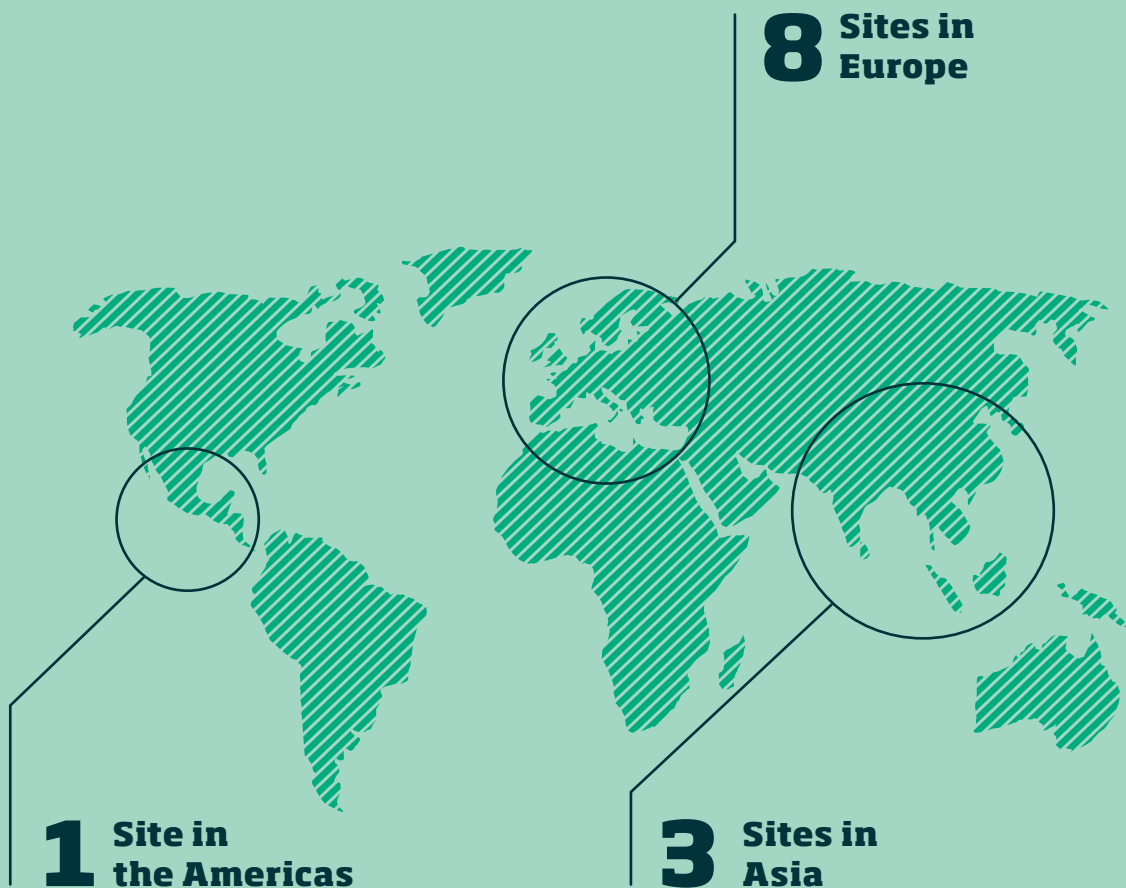 8 Sites in
Europe
1 Site in
the Americas
3 Sites in
Asia